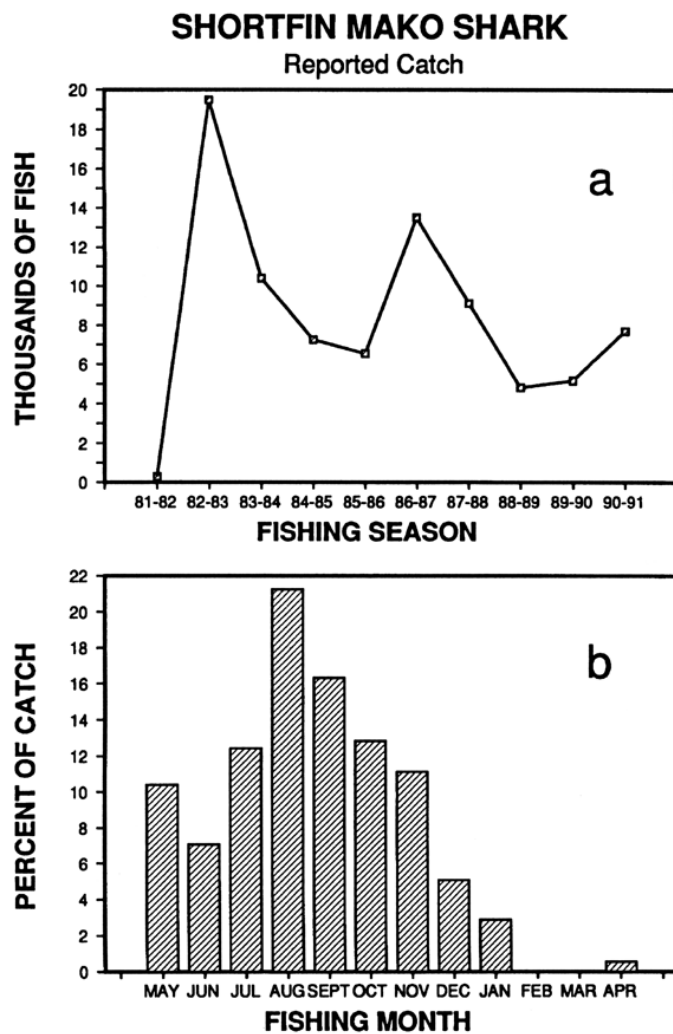 SHORTFIN MAKO SHARK
Reported Catch
a
THOUSANDS OF FISH
20
18
16
14
12
10
8
6
4
2
0
81-82 82-83 83-84 84-85 85-86 86-87 87-88 88-89 89-90 90-91
FISHING SEASON
b
PERCENT OF CATCH
22
20
18
16
14
12
10
8
6
4
2
0
MAY JUN JUL AUG SEPT OCT NOV DEC JAN FEB MAR APR
FISHING MONTH